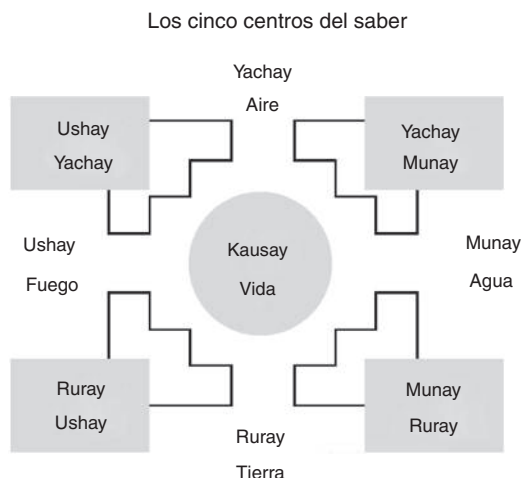 Los cinco centros del saber
Yachay
Aire
Ushay
Yachay
Yachay
Munay
Ushay
Fuego
Kausay
Vida
Munay
Agua
Ruray
Ushay
Munay
Ruray
Ruray
Tierra